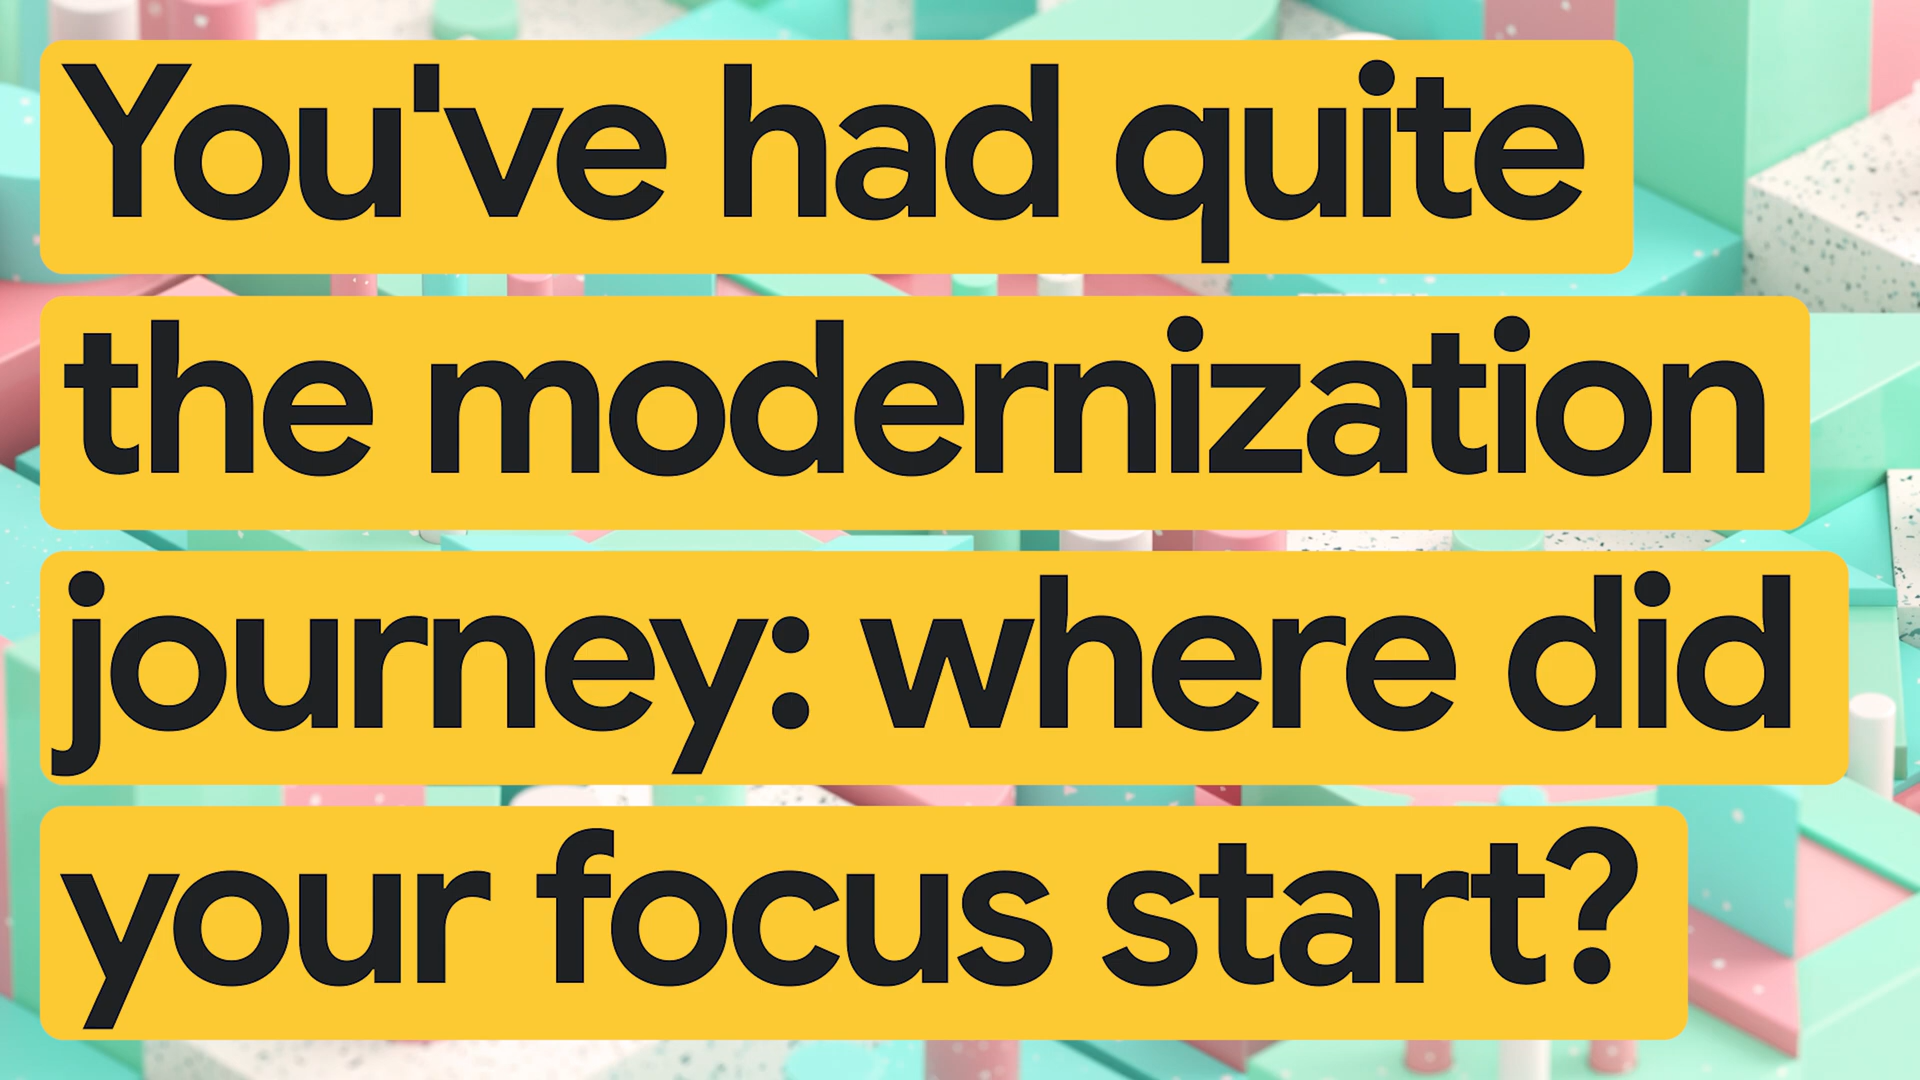 You've had quite
the modernization
journey: where did
your focus start?